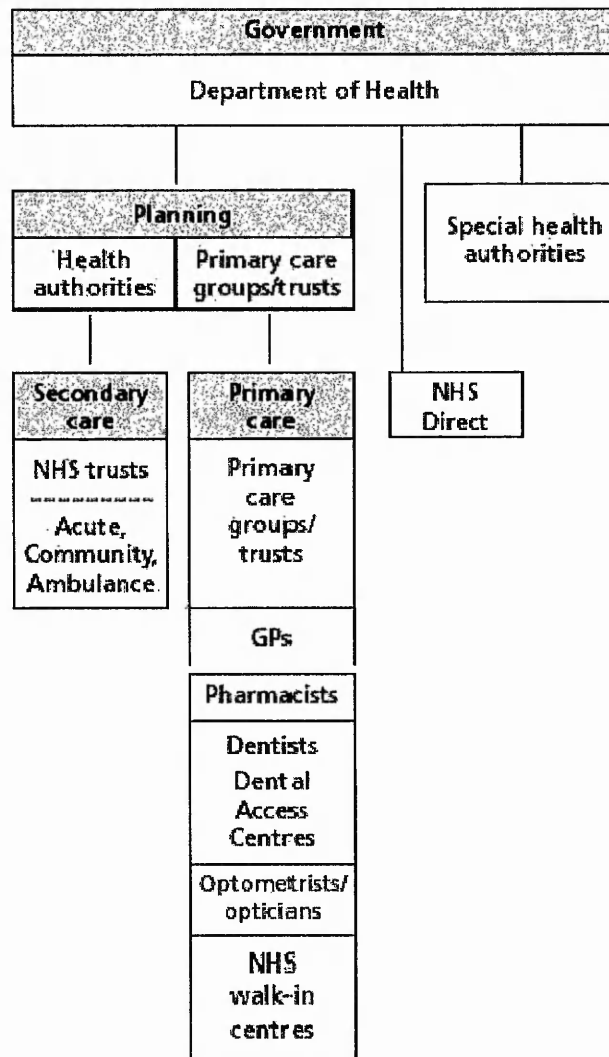 Government
Department of Health
Planning
Health
authorities
Primary care
groups/trusts
Special health
authorities
Secondary
care
NHS trusts
Acute,
Community,
Ambulance
Primary
care
Primary
care
groups/
trusts
GPs
Pharmacists
Dentists
Dental
Access
Centres
Optometrists/
opticians
NHS
walk-in
centres
NHS
Direct